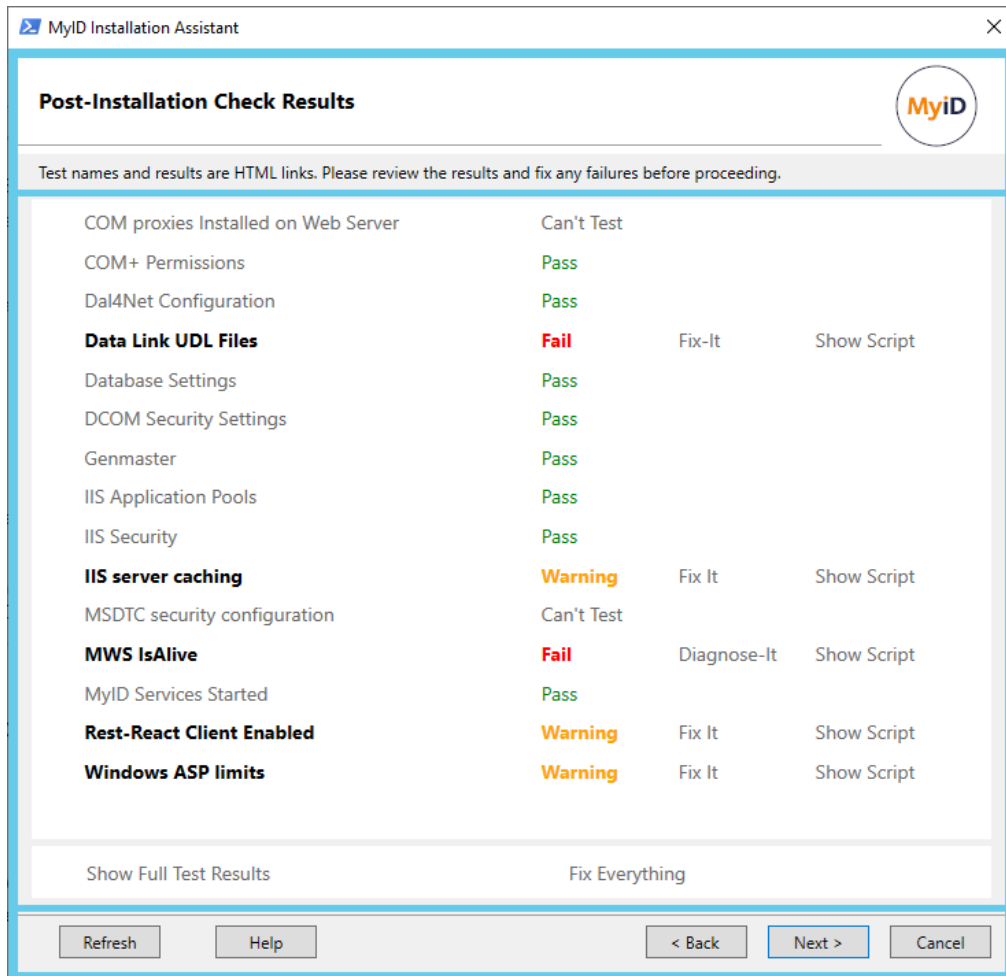 MyID Installation Assistant
Post-Installation Check Results
MyiD
Test names and results are HTML links. Please review the results and fix any failures before proceeding.
COM proxies Installed on Web Server Can't Test
COM+ Permissions Pass
Dal4Net Configuration Pass
Data Link UDL Files Fail Fix-It Show Script
Database Settings Pass
DCOM Security Settings Pass
Genmaster Pass
IIS Application Pools Pass
IIS Security Pass
IIS server caching Warning Fix It Show Script
MSDTC security configuration Can't Test
MWS IsAlive Fail Diagnose-It Show Script
MyID Services Started Pass
Rest-React Client Enabled Warning Fix It Show Script
Windows ASP limits Warning Fix It Show Script
Show Full Test Results Fix Everything
Refresh Help < Back Next > Cancel